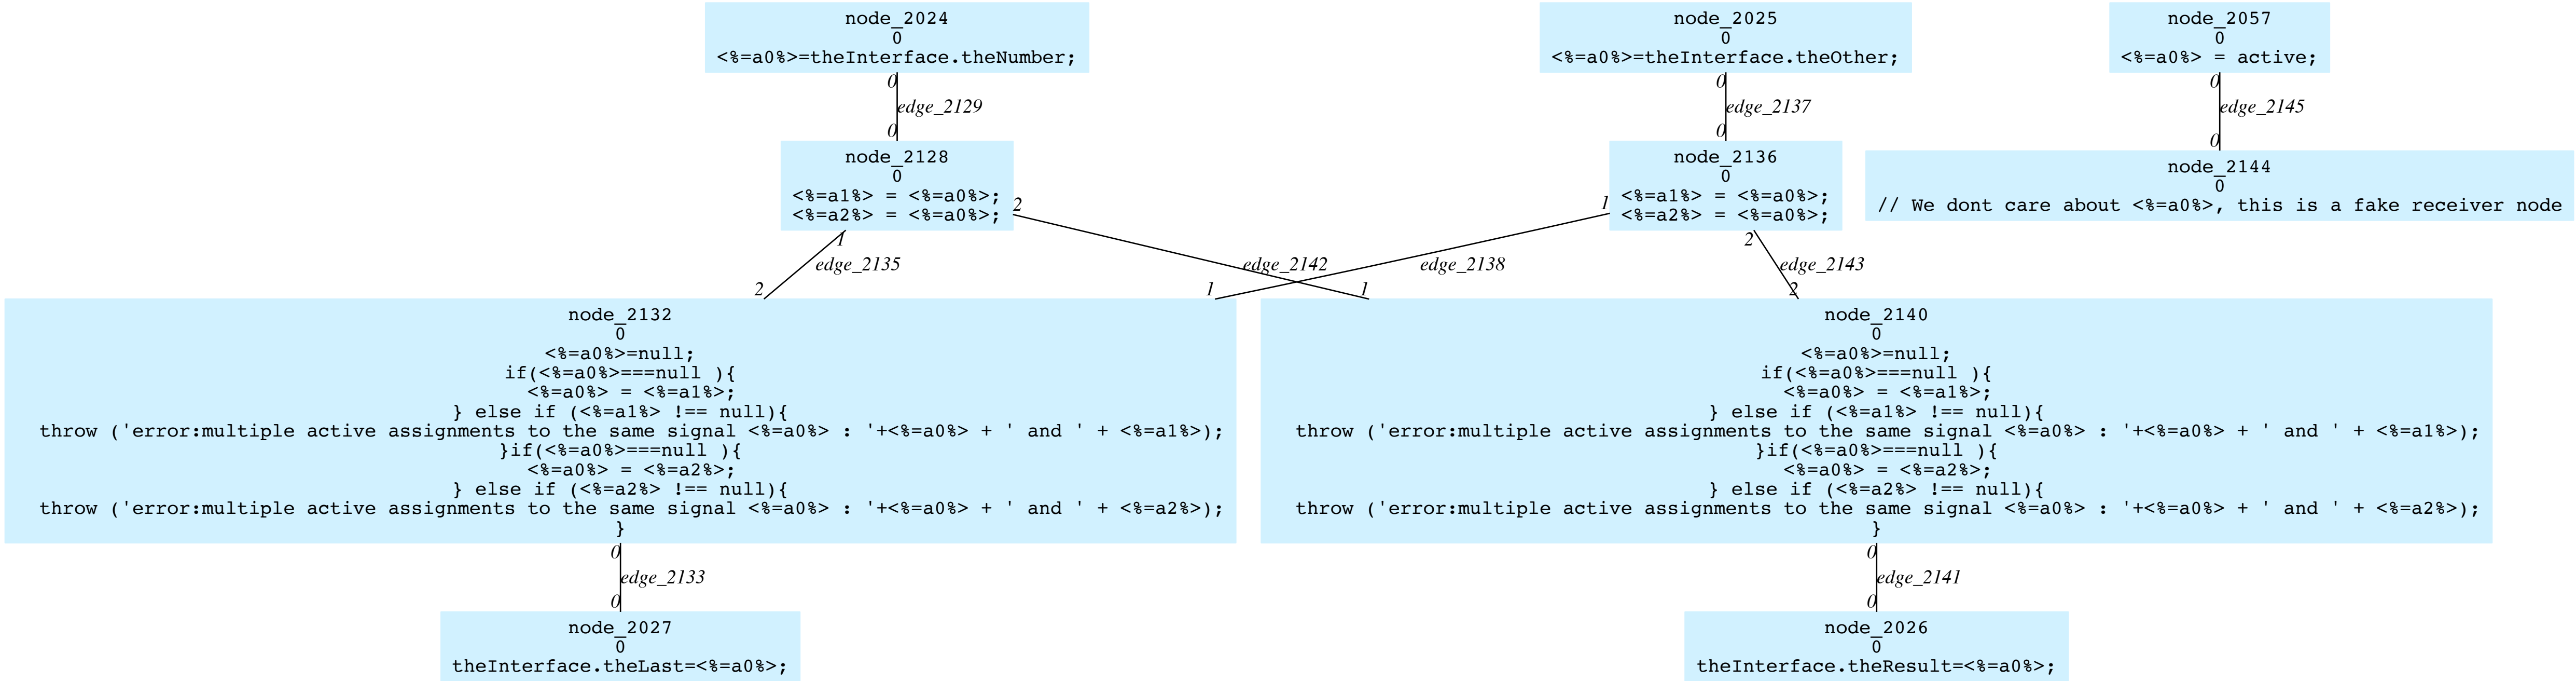 node_2024
0
<%=a0%>=theInterface.theNumber;
node_2025
0
<%=a0%>=theInterface.theOther;
node_2057
0
<%=a0%> = active;
0
edge_2129
0
0
edge_2137
0
0
edge_2145
0
node_2128
0
<%=a1%> = <%=a0%>;
<%=a2%> = <%=a0%>;
node_2136
0
<%=a1%> = <%=a0%>;
<%=a2%> = <%=a0%>;
node_2144
0
// We dont care about <%=a0%>, this is a fake receiver node
1
edge_2135
2
2
edge_2142
1
1
edge_2138
1
2
edge_2143
2
node_2132
0
<%=a0%>=null;
if(<%=a0%>===null ){
<%=a0%> = <%=a1%>;
} else if (<%=a1%> !== null){
throw ('error:multiple active assignments to the same signal <%=a0%> : '+<%=a0%> + ' and ' + <%=a1%>);
}if(<%=a0%>===null ){
<%=a0%> = <%=a2%>;
} else if (<%=a2%> !== null){
throw ('error:multiple active assignments to the same signal <%=a0%> : '+<%=a0%> + ' and ' + <%=a2%>);
}
node_2140
0
<%=a0%>=null;
if(<%=a0%>===null ){
<%=a0%> = <%=a1%>;
} else if (<%=a1%> !== null){
throw ('error:multiple active assignments to the same signal <%=a0%> : '+<%=a0%> + ' and ' + <%=a1%>);
}if(<%=a0%>===null ){
<%=a0%> = <%=a2%>;
} else if (<%=a2%> !== null){
throw ('error:multiple active assignments to the same signal <%=a0%> : '+<%=a0%> + ' and ' + <%=a2%>);
}
0
edge_2133
0
0
edge_2141
0
node_2027
0
theInterface.theLast=<%=a0%>;
node_2026
0
theInterface.theResult=<%=a0%>;